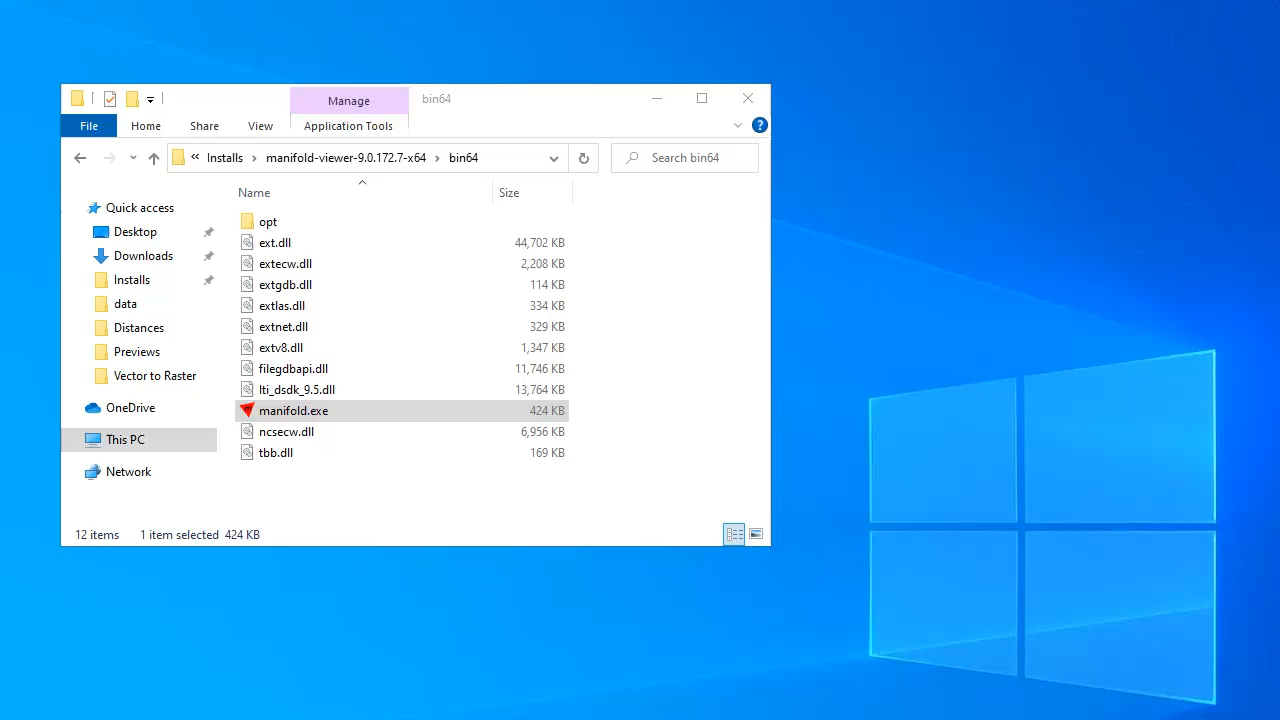 Manage
bin64
File
Home
Share
View
Application Tools
?
« Installs › manifold-viewer-9.0.172.7-x64 › bin64
Search bin64
Name
Size
Quick access
Desktop
Downloads
Installs
data
Distances
Previews
Vector to Raster
OneDrive
This PC
Network
opt
ext.dll 44,702 KB
extecw.dll 2,208 KB
extgdb.dll 114 KB
extlas.dll 334 KB
extnet.dll 329 KB
extv8.dll 1,347 KB
filegdbapi.dll 11,746 KB
lti_dsdk_9.5.dll 13,764 KB
manifold.exe 424 KB
ncsecw.dll 6,956 KB
tbb.dll 169 KB
12 items
1 item selected 424 KB